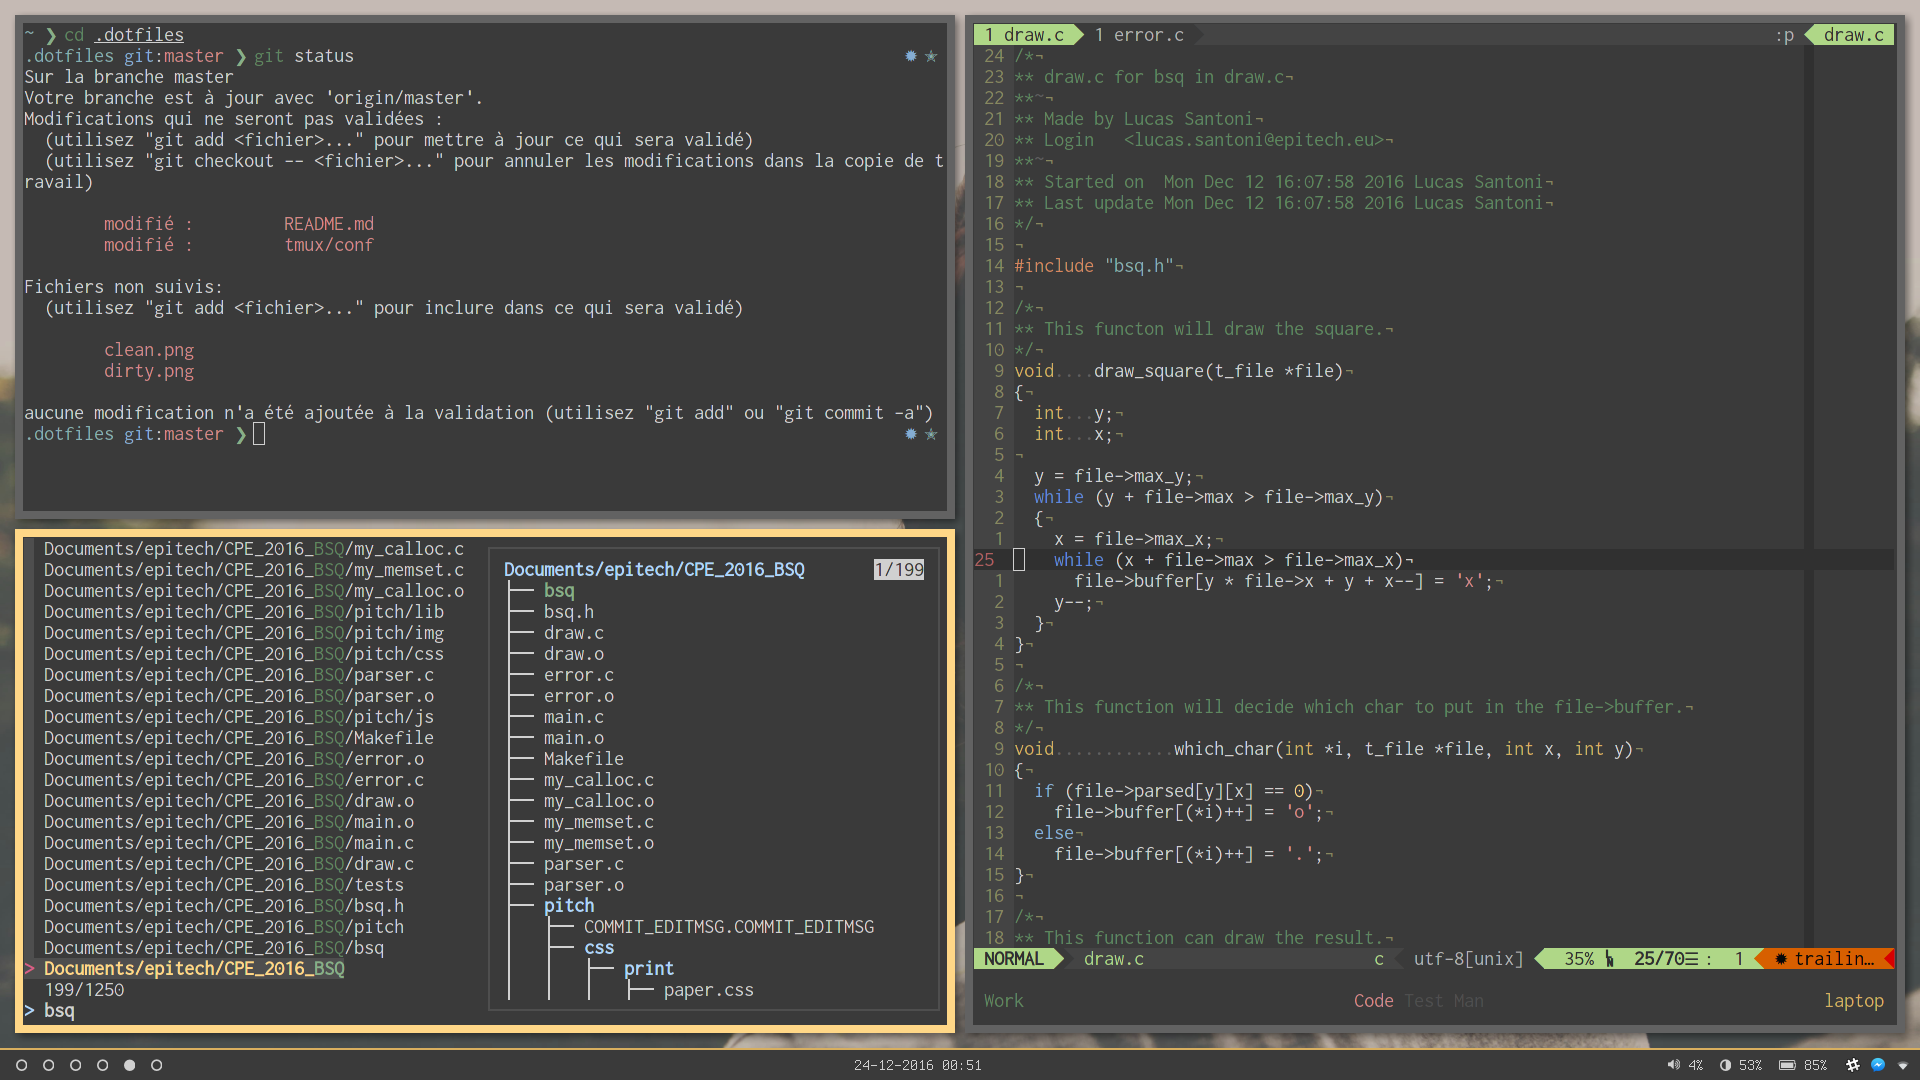 ~ ❯ cd .dotfiles
.dotfiles git:master ❯ git status
Sur la branche master
Votre branche est à jour avec 'origin/master'.
Modifications qui ne seront pas validées :
  (utilisez "git add <fichier>..." pour mettre à jour ce qui sera validé)
  (utilisez "git checkout -- <fichier>..." pour annuler les modifications dans la copie de t
ravail)
        modifié :         README.md
        modifié :         tmux/conf
Fichiers non suivis:
  (utilisez "git add <fichier>..." pour inclure dans ce qui sera validé)
        clean.png
        dirty.png
aucune modification n'a été ajoutée à la validation (utilisez "git add" ou "git commit -a")
.dotfiles git:master ❯
Documents/epitech/CPE_2016_BSQ/my_calloc.c
Documents/epitech/CPE_2016_BSQ/my_memset.c
Documents/epitech/CPE_2016_BSQ/my_calloc.o
Documents/epitech/CPE_2016_BSQ/pitch/lib
Documents/epitech/CPE_2016_BSQ/pitch/img
Documents/epitech/CPE_2016_BSQ/pitch/css
Documents/epitech/CPE_2016_BSQ/parser.c
Documents/epitech/CPE_2016_BSQ/parser.o
Documents/epitech/CPE_2016_BSQ/pitch/js
Documents/epitech/CPE_2016_BSQ/Makefile
Documents/epitech/CPE_2016_BSQ/error.o
Documents/epitech/CPE_2016_BSQ/error.c
Documents/epitech/CPE_2016_BSQ/draw.o
Documents/epitech/CPE_2016_BSQ/main.o
Documents/epitech/CPE_2016_BSQ/main.c
Documents/epitech/CPE_2016_BSQ/draw.c
Documents/epitech/CPE_2016_BSQ/tests
Documents/epitech/CPE_2016_BSQ/bsq.h
Documents/epitech/CPE_2016_BSQ/pitch
Documents/epitech/CPE_2016_BSQ/bsq
> Documents/epitech/CPE_2016_BSQ
199/1250
> bsq
Documents/epitech/CPE_2016_BSQ 1/199
├── bsq
├── bsq.h
├── draw.c
├── draw.o
├── error.c
├── error.o
├── main.c
├── main.o
├── Makefile
├── my_calloc.c
├── my_calloc.o
├── my_memset.c
├── my_memset.o
├── parser.c
├── parser.o
├── pitch
│   ├── COMMIT_EDITMSG.COMMIT_EDITMSG
│   ├── css
│   │   ├── print
│   │   │   ├── paper.css
1 draw.c 1 error.c :p draw.c
24 /*¬
23 ** draw.c for bsq in draw.c¬
22 **~¬
21 ** Made by Lucas Santoni¬
20 ** Login   <lucas.santoni@epitech.eu>¬
19 **~¬
18 ** Started on  Mon Dec 12 16:07:58 2016 Lucas Santoni¬
17 ** Last update Mon Dec 12 16:07:58 2016 Lucas Santoni¬
16 */¬
15 ¬
14 #include "bsq.h"¬
13 ¬
12 /*¬
11 ** This functon will draw the square.¬
10 */¬
9 void....draw_square(t_file *file)¬
8 {¬
7   int...y;¬
6   int...x;¬
5 ¬
4   y = file->max_y;¬
3   while (y + file->max > file->max_y)¬
2   {¬
1     x = file->max_x;¬
25    while (x + file->max > file->max_x)¬
1       file->buffer[y * file->x + y + x--] = 'x';¬
2     y--;¬
3   }¬
4 }¬
5 ¬
6 /*¬
7 ** This function will decide which char to put in the file->buffer.¬
8 */¬
9 void............which_char(int *i, t_file *file, int x, int y)¬
10 {¬
11   if (file->parsed[y][x] == 0)¬
12     file->buffer[(*i)++] = 'o';¬
13   else¬
14     file->buffer[(*i)++] = '.';¬
15 }¬
16 ¬
17 /*¬
18 ** This function can draw the result.¬
NORMAL draw.c c utf-8[unix] 35% 25/70☰ : 1 ✹ trailin…
Work Code Test Man laptop
24-12-2016 00:51 4% 53% 85%